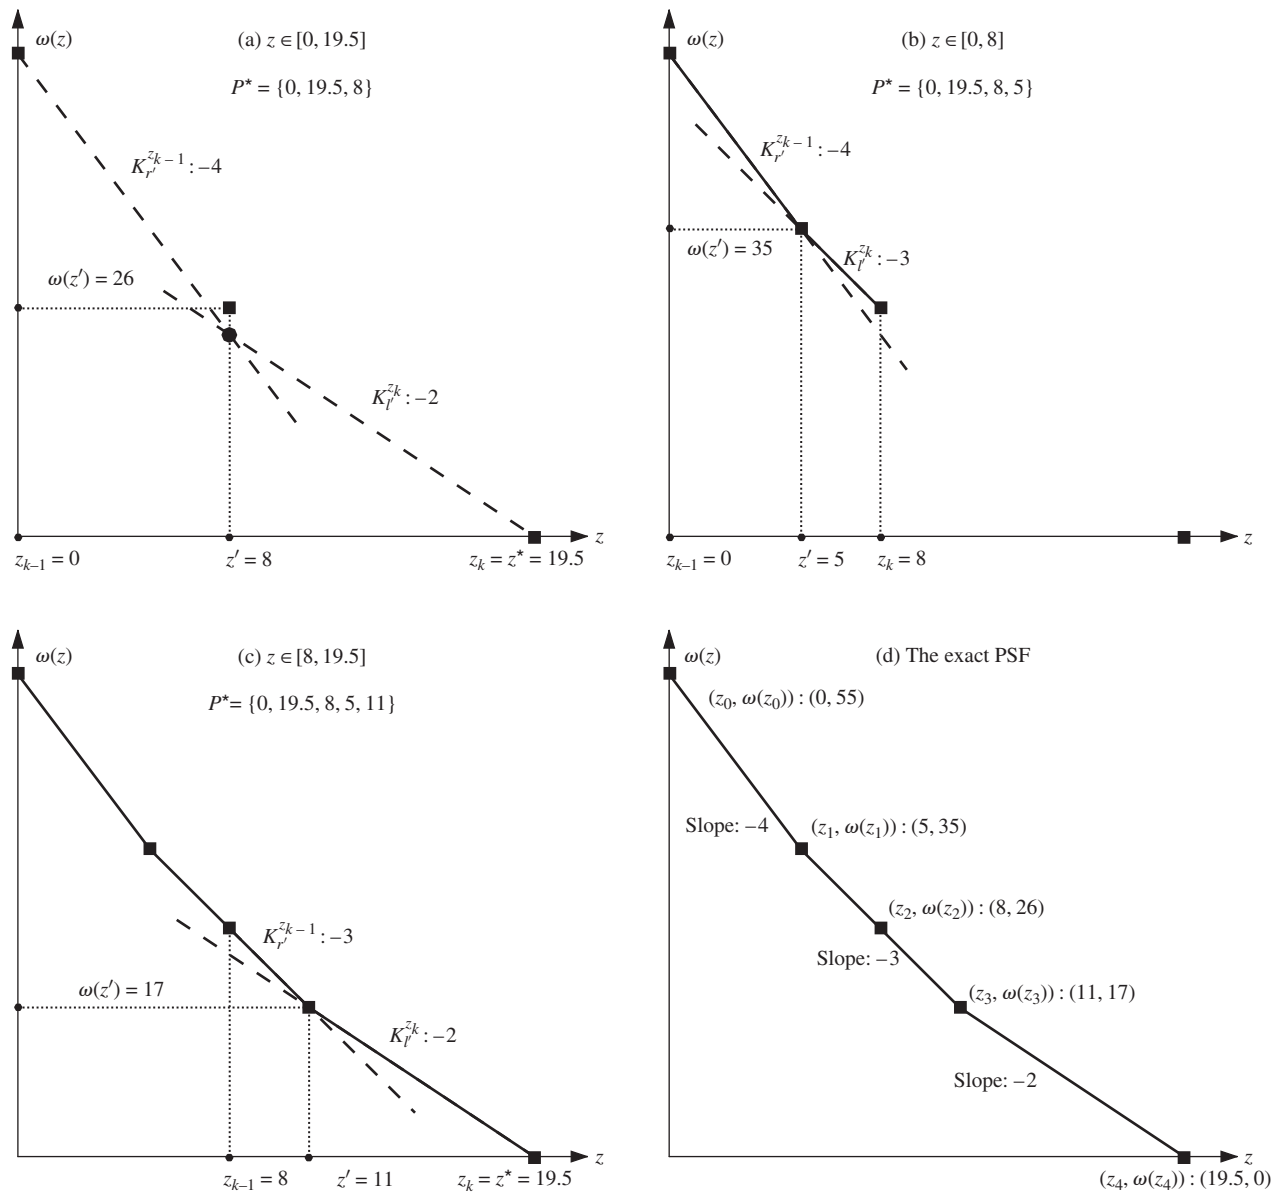 ω(z)
(a) z ∈ [0, 19.5]
P* = {0, 19.5, 8}
K_{r′}^{z_{k−1}} : −4
ω(z′) = 26
K_{l′}^{z_k} : −2
z
z_{k−1} = 0
z′ = 8
z_k = z* = 19.5
ω(z)
(b) z ∈ [0, 8]
P* = {0, 19.5, 8, 5}
K_{r′}^{z_{k−1}} : −4
ω(z′) = 35
K_{l′}^{z_k} : −3
z
z_{k−1} = 0
z′ = 5
z_k = 8
ω(z)
(c) z ∈ [8, 19.5]
P* = {0, 19.5, 8, 5, 11}
K_{r′}^{z_{k−1}} : −3
ω(z′) = 17
K_{l′}^{z_k} : −2
z
z_{k−1} = 8
z′ = 11
z_k = z* = 19.5
ω(z)
(d) The exact PSF
(z_0, ω(z_0)) : (0, 55)
Slope: −4
(z_1, ω(z_1)) : (5, 35)
(z_2, ω(z_2)) : (8, 26)
Slope: −3
(z_3, ω(z_3)) : (11, 17)
Slope: −2
z
(z_4, ω(z_4)) : (19.5, 0)